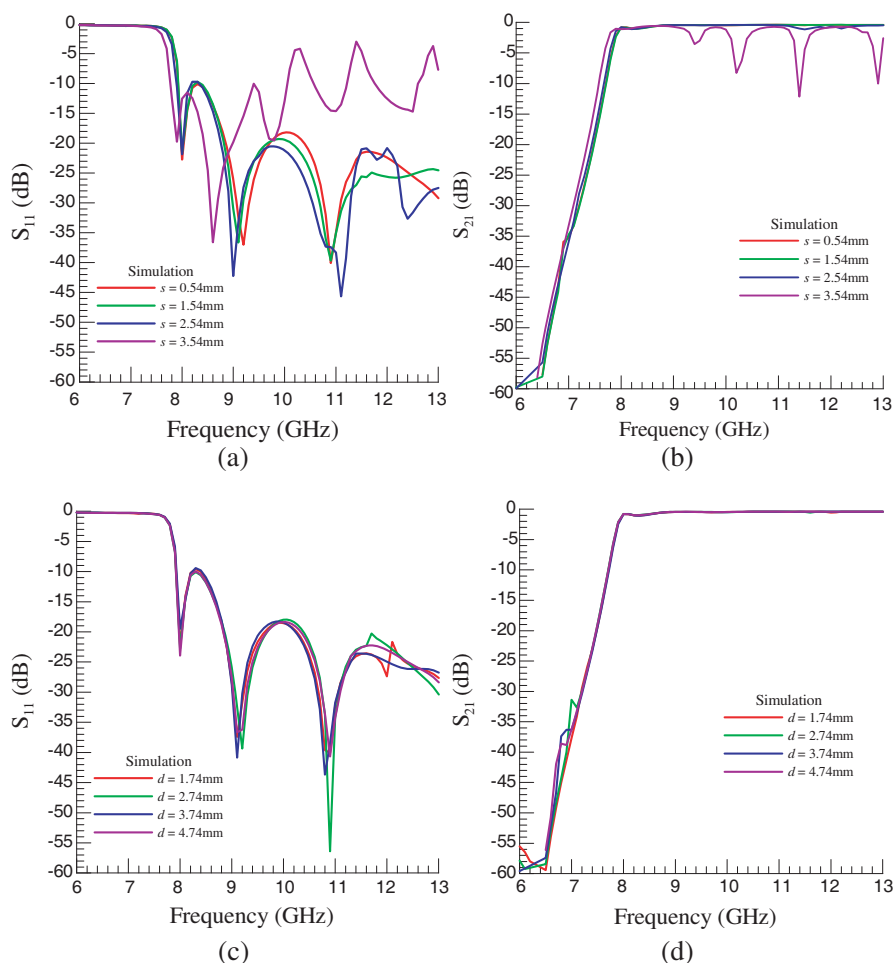 0
-5
-10
-15
-20
-25
-30
-35
-40
-45
-50
-55
-60
S11 (dB)
Simulation
s = 0.54mm
s = 1.54mm
s = 2.54mm
s = 3.54mm
6 7 8 9 10 11 12 13
Frequency (GHz)
(a)
0
-5
-10
-15
-20
-25
-30
-35
-40
-45
-50
-55
-60
S21 (dB)
Simulation
s = 0.54mm
s = 1.54mm
s = 2.54mm
s = 3.54mm
6 7 8 9 10 11 12 13
Frequency (GHz)
(b)
0
-5
-10
-15
-20
-25
-30
-35
-40
-45
-50
-55
-60
S11 (dB)
Simulation
d = 1.74mm
d = 2.74mm
d = 3.74mm
d = 4.74mm
6 7 8 9 10 11 12 13
Frequency (GHz)
(c)
0
-5
-10
-15
-20
-25
-30
-35
-40
-45
-50
-55
-60
S21 (dB)
Simulation
d = 1.74mm
d = 2.74mm
d = 3.74mm
d = 4.74mm
6 7 8 9 10 11 12 13
Frequency (GHz)
(d)